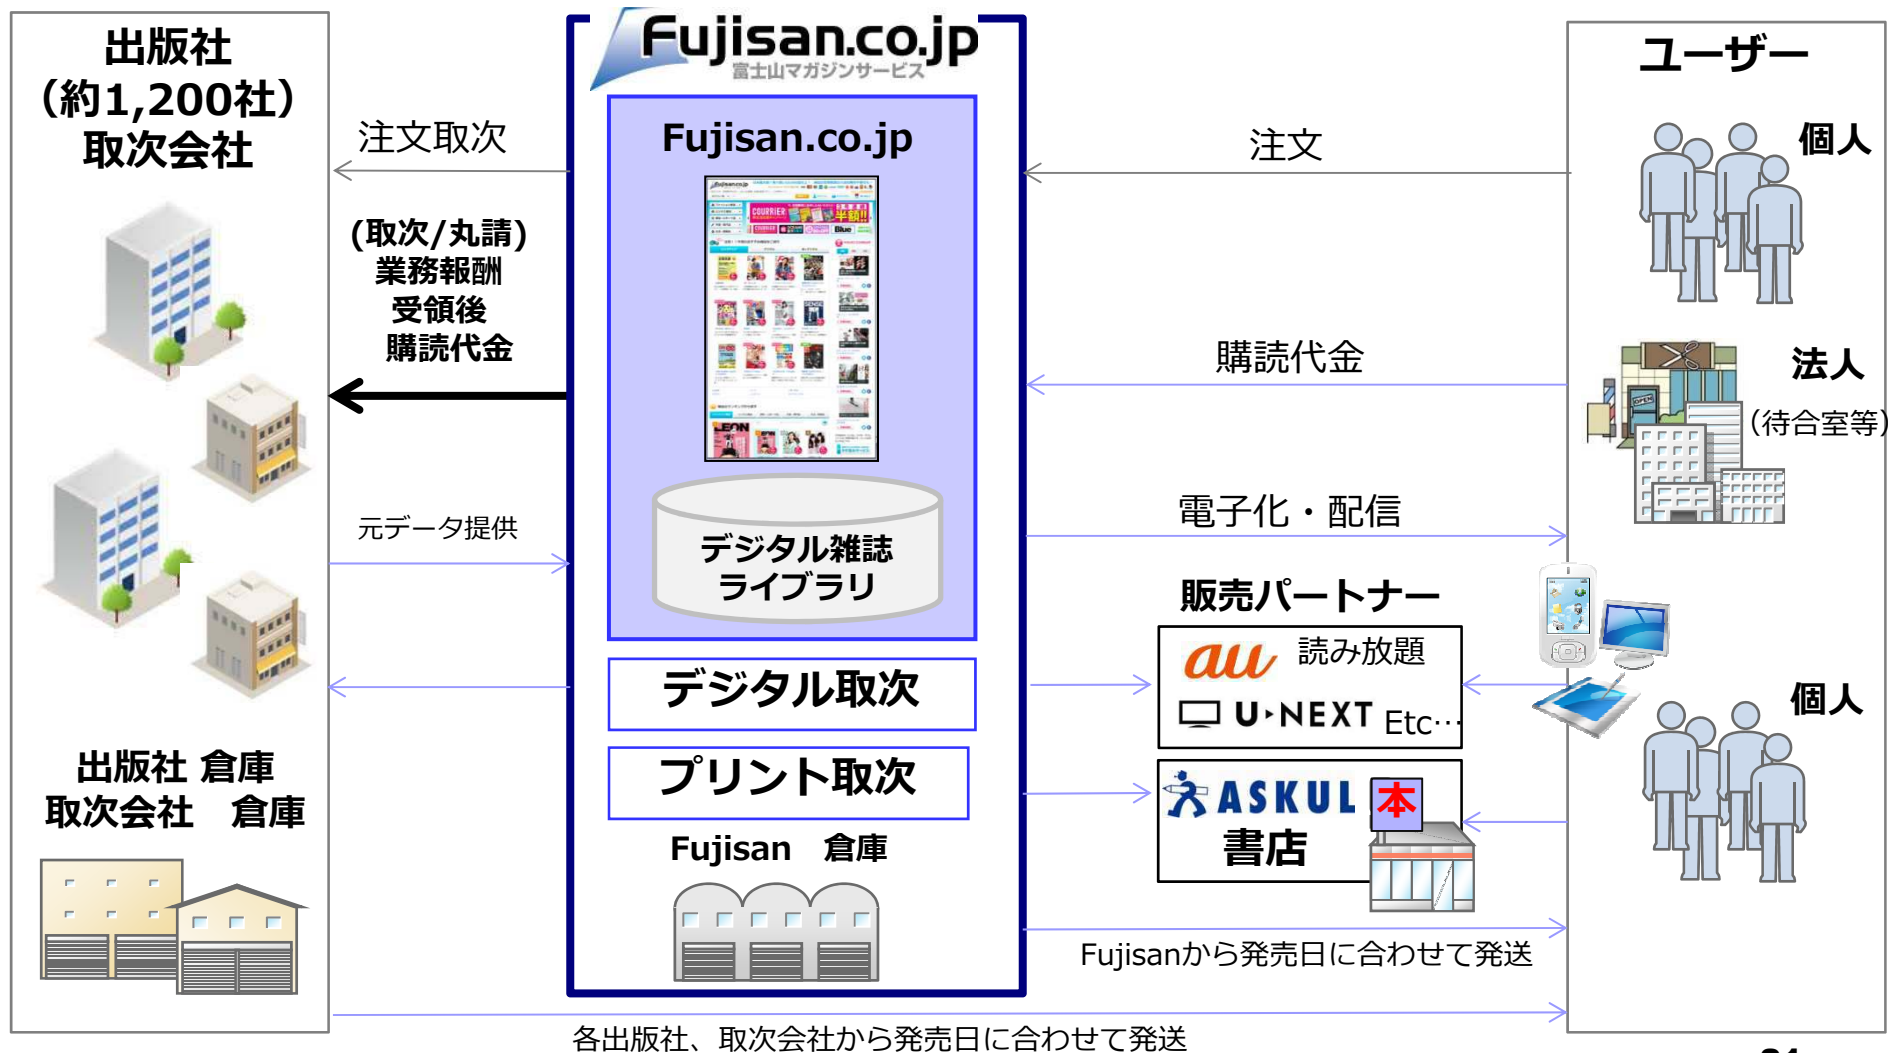 出版社
（約1,200社）
取次会社
注文取次
(取次/丸請)
業務報酬
受領後
購読代金
元データ提供
出版社 倉庫
取次会社　倉庫
Fujisan.co.jp
富士山マガジンサービス
Fujisan.co.jp
Fujisan.co.jp
COURRiER
半額!!
Blue
LEON
デジタル雑誌
ライブラリ
デジタル取次
プリント取次
Fujisan　倉庫
注文
購読代金
電子化・配信
販売パートナー
au 読み放題
U-NEXT Etc…
ASKUL 本
書店
Fujisanから発売日に合わせて発送
各出版社、取次会社から発売日に合わせて発送
ユーザー
個人
法人
OPEN
（待合室等）
個人